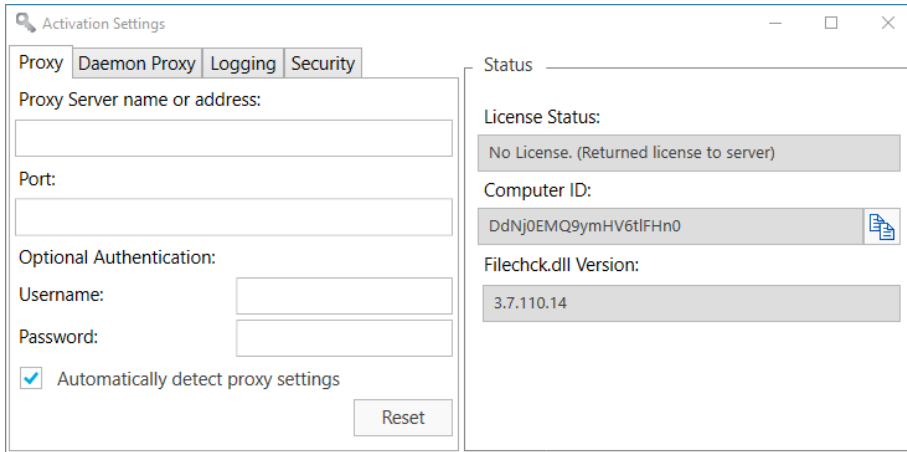 Activation Settings
Proxy Daemon Proxy Logging Security
Proxy Server name or address:
Port:
Optional Authentication:
Username:
Password:
Automatically detect proxy settings
Reset
Status
License Status:
No License. (Returned license to server)
Computer ID:
DdNj0EMQ9ymHV6tlFHn0
Filechck.dll Version:
3.7.110.14